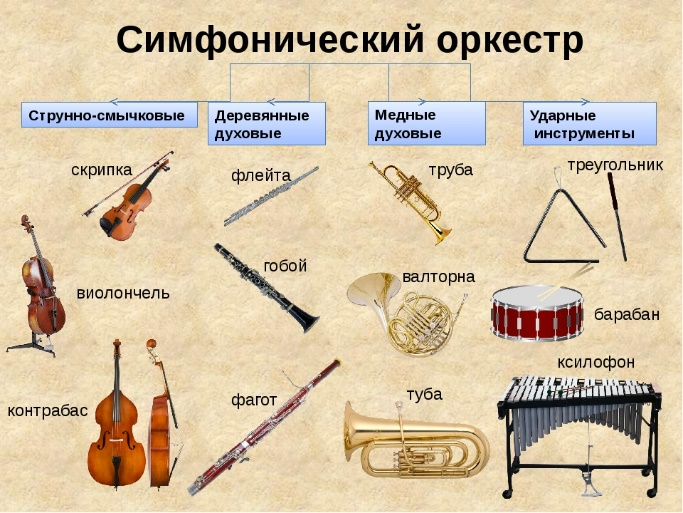 Симфонический оркестр
Струнно-смычковые
Деревянные
духовые
Медные
духовые
Ударные
инструменты
скрипка
флейта
труба
треугольник
виолончель
гобой
валторна
барабан
контрабас
фагот
туба
ксилофон